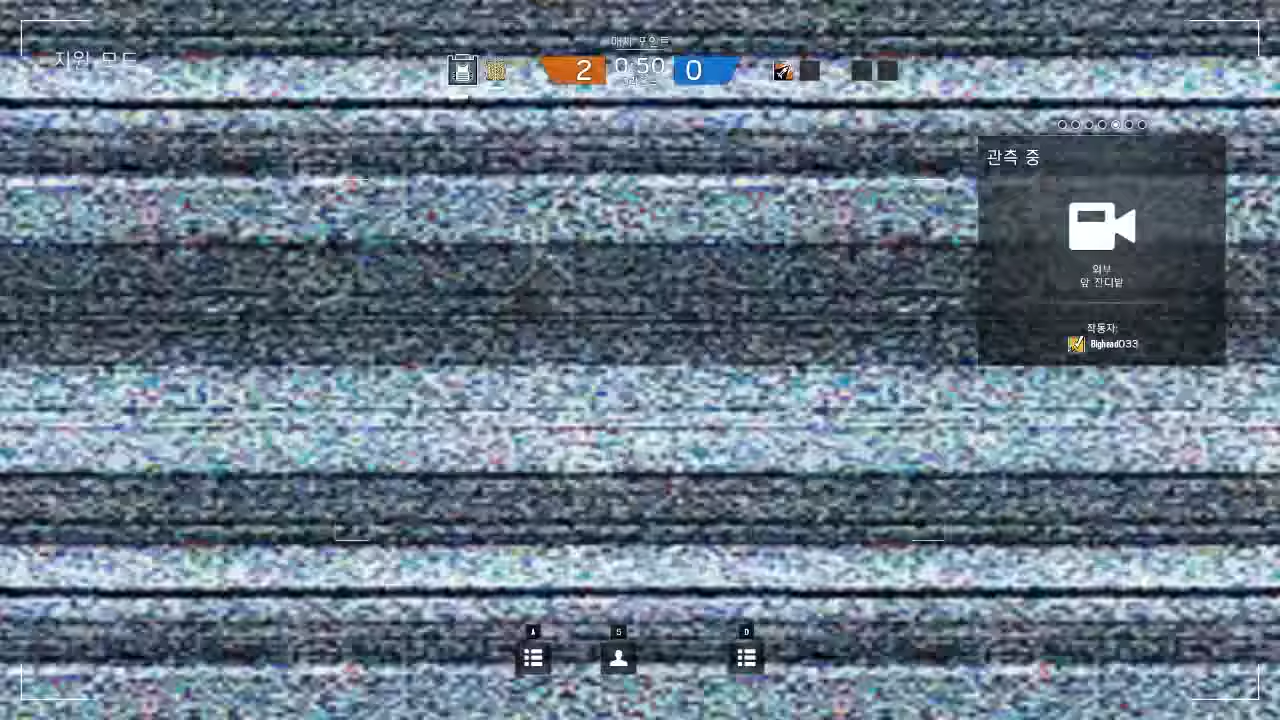 지원 모드
매치 포인트
2
0:50
0
관측 중
외부
앞 잔디밭
작동자:
Bighead033
A
S
D